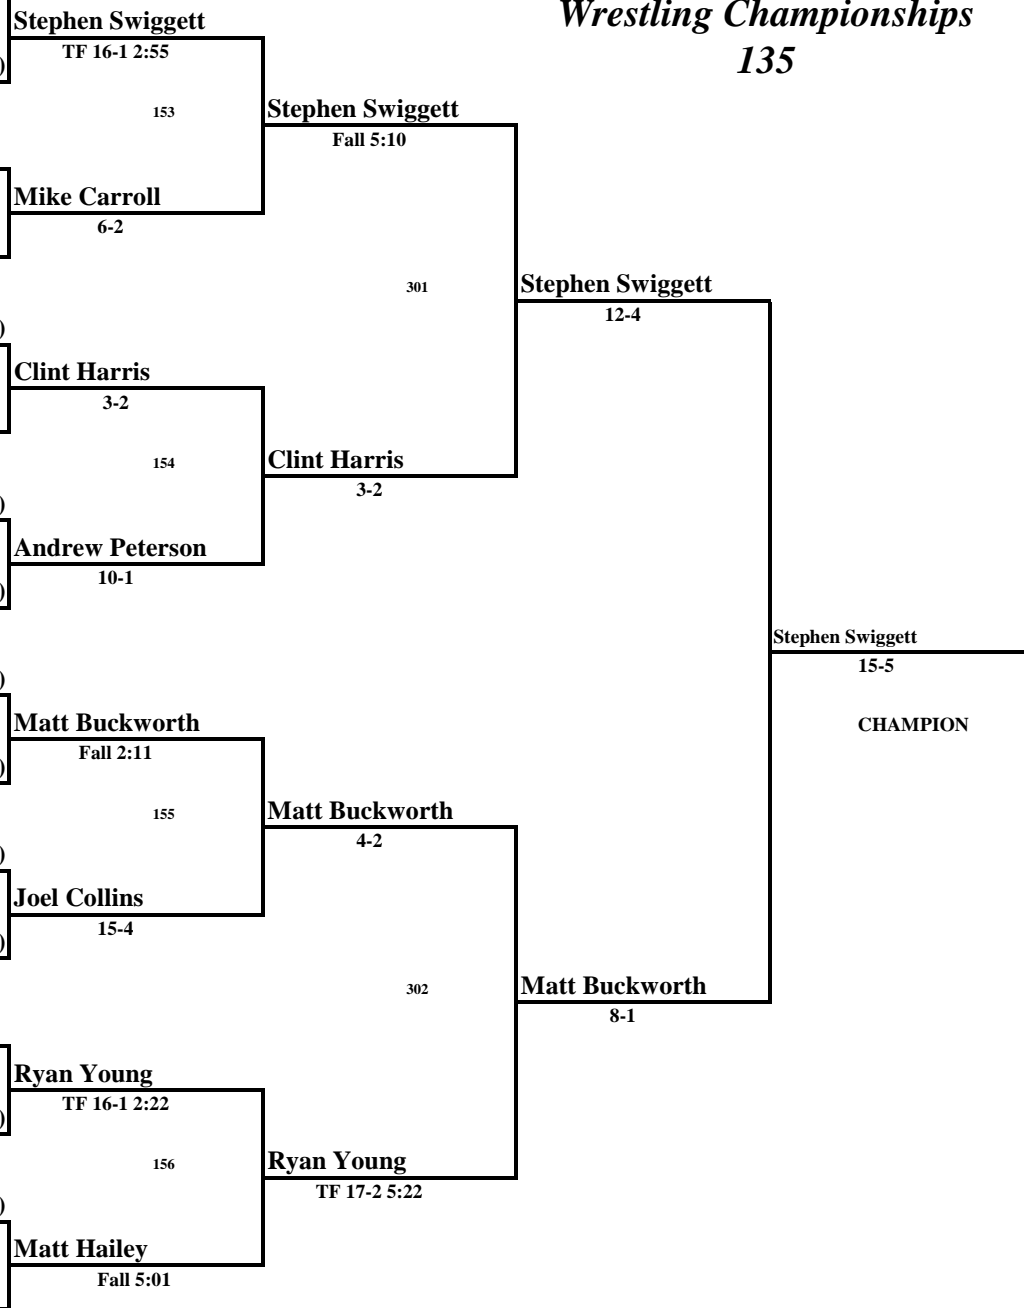 Wrestling Championships
135
)
Stephen Swiggett
TF 16-1 2:55
153
Stephen Swiggett
Fall 5:10
Mike Carroll
6-2
301
Stephen Swiggett
12-4
)
Clint Harris
3-2
154
Clint Harris
3-2
)
Andrew Peterson
10-1
)
Stephen Swiggett
15-5
CHAMPION
)
Matt Buckworth
Fall 2:11
)
155
Matt Buckworth
4-2
)
Joel Collins
15-4
)
302
Matt Buckworth
8-1
Ryan Young
TF 16-1 2:22
)
156
Ryan Young
TF 17-2 5:22
)
Matt Hailey
Fall 5:01